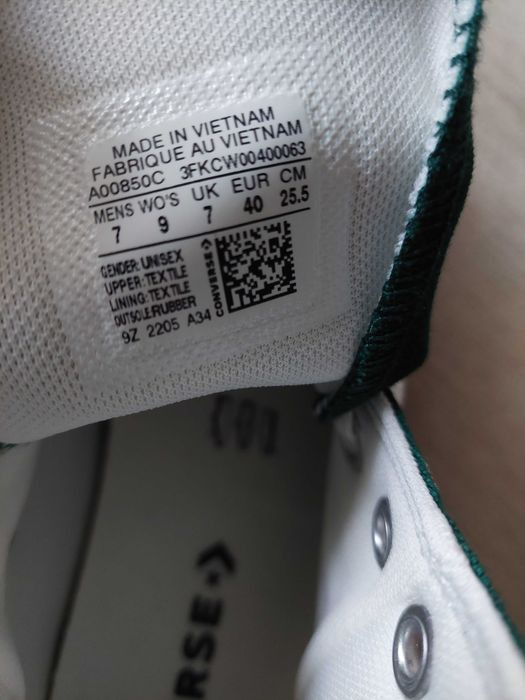 MADE IN VIETNAM
FABRIQUE AU VIETNAM
A00850C 3FKCW00400063
MENS WO'S UK EUR CM
7 9 7 40 25.5
GENDER: UNISEX
UPPER: TEXTILE
LINING: TEXTILE
OUTSOLE:RUBBER
9Z 2205 A34
CONVERSE
ERSE